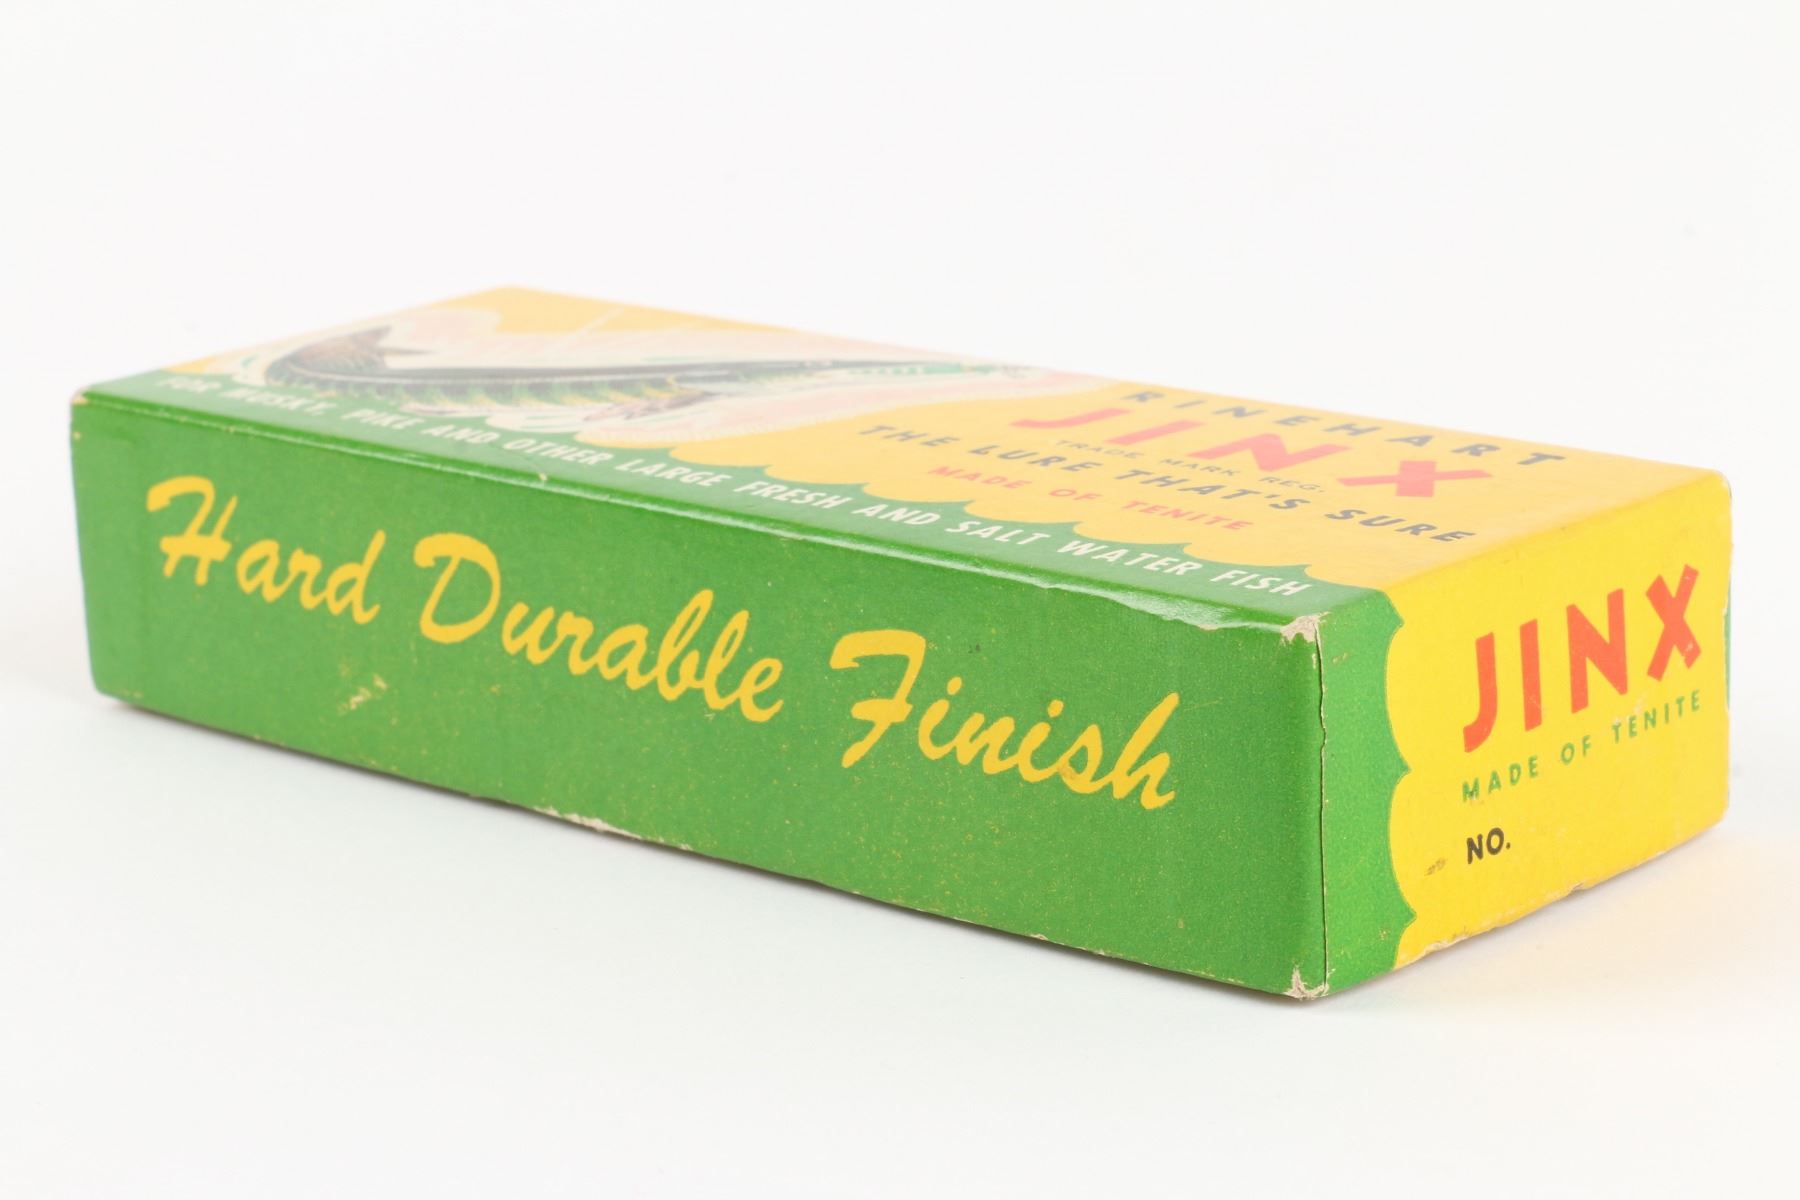 RINEHART
JINX
TRADE MARK REG.
THE LURE THAT'S SURE
MADE OF TENITE
FOR MUSKY, PIKE AND OTHER LARGE FRESH AND SALT WATER FISH
Hard Durable Finish
JINX
MADE OF TENITE
NO.